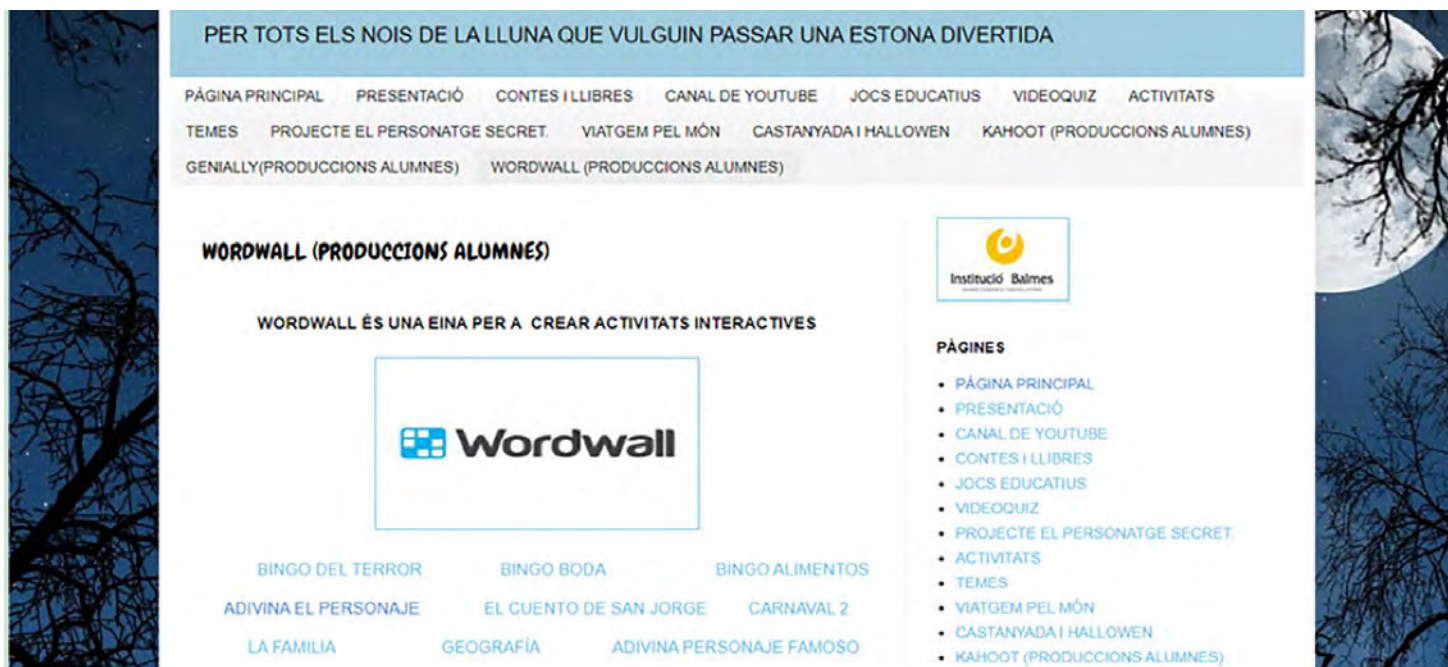 PER TOTS ELS NOIS DE LA LLUNA QUE VULGUIN PASSAR UNA ESTONA DIVERTIDA
PÀGINA PRINCIPAL PRESENTACIÓ CONTES I LLIBRES CANAL DE YOUTUBE JOCS EDUCATIUS VIDEOQUIZ ACTIVITATS
TEMES PROJECTE EL PERSONATGE SECRET. VIATGEM PEL MÓN CASTANYADA I HALLOWEN KAHOOT (PRODUCCIONS ALUMNES)
GENIALLY(PRODUCCIONS ALUMNES) WORDWALL (PRODUCCIONS ALUMNES)
WORDWALL (PRODUCCIONS ALUMNES)
WORDWALL ÉS UNA EINA PER A CREAR ACTIVITATS INTERACTIVES
Wordwall
BINGO DEL TERROR BINGO BODA BINGO ALIMENTOS
ADIVINA EL PERSONAJE EL CUENTO DE SAN JORGE CARNAVAL 2
LA FAMILIA GEOGRAFÍA ADIVINA PERSONAJE FAMOSO
Institució Balmes
PÀGINES
PÀGINA PRINCIPAL
PRESENTACIÓ
CANAL DE YOUTUBE
CONTES I LLIBRES
JOCS EDUCATIUS
VIDEOQUIZ
PROJECTE EL PERSONATGE SECRET.
ACTIVITATS
TEMES
VIATGEM PEL MÓN
CASTANYADA I HALLOWEN
KAHOOT (PRODUCCIONS ALUMNES)